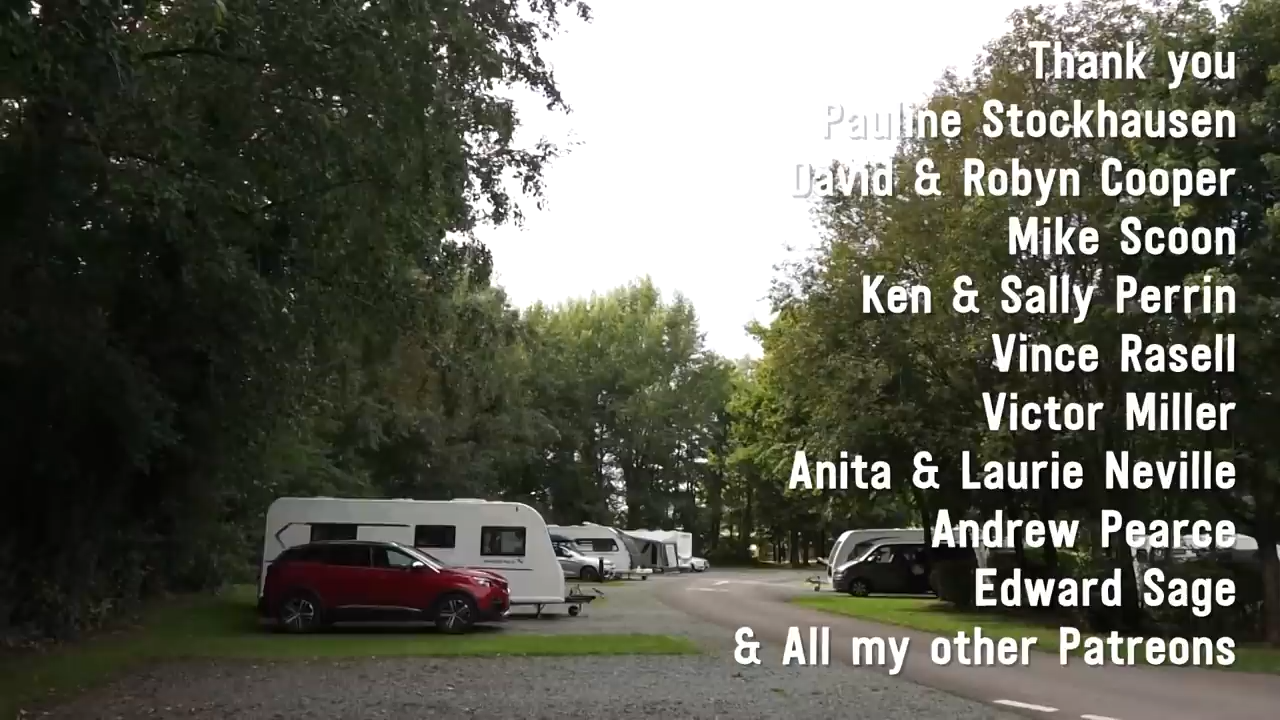 Thank you
Pauline Stockhausen
David & Robyn Cooper
Mike Scoon
Ken & Sally Perrin
Vince Rasell
Victor Miller
Anita & Laurie Neville
Andrew Pearce
Edward Sage
& All my other Patreons